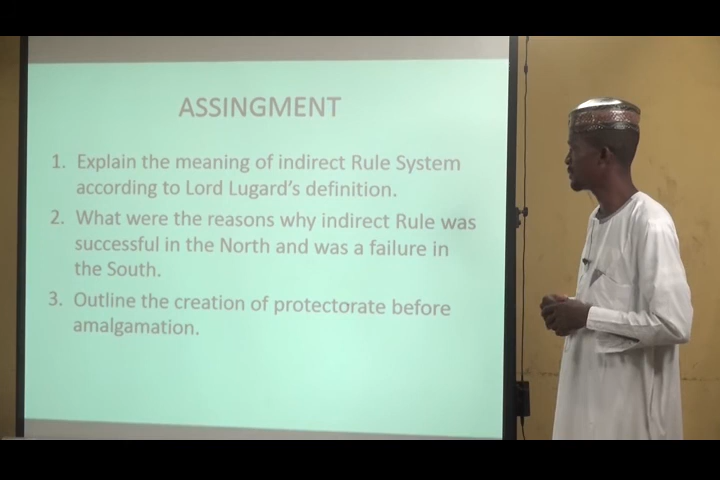 ASSINGMENT
1. Explain the meaning of indirect Rule System
according to Lord Lugard's definition.
2. What were the reasons why indirect Rule was
successful in the North and was a failure in
the South.
3. Outline the creation of protectorate before
amalgamation.